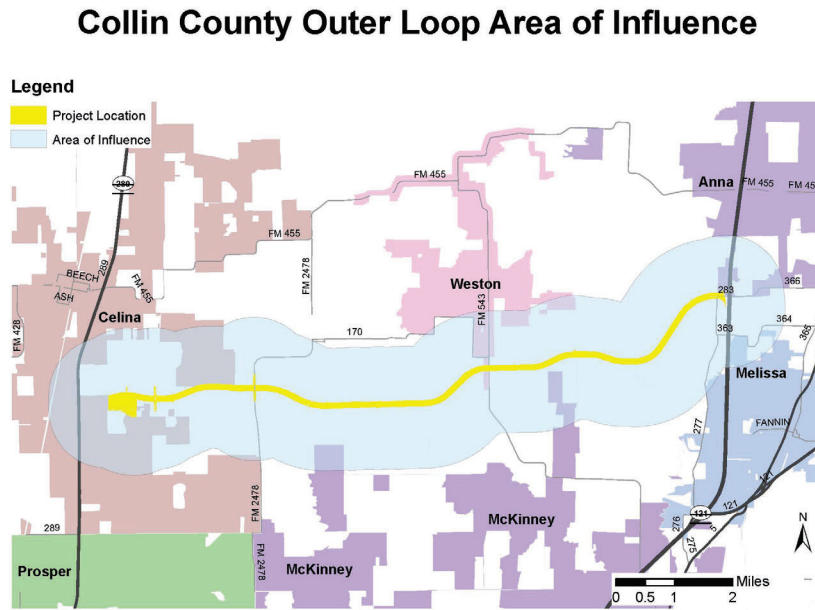 Collin County Outer Loop Area of Influence
Legend
Project Location
Area of Influence
289
Anna
FM 455
FM 455
FM 45
FM 455
FM 2478
289
BEECH
ASH
FM 455
Weston
283
366
Celina
FM 428
FM 543
170
363
364
365
Melissa
277
FANNIN
289
FM 2478
FM 2478
Prosper
McKinney
McKinney
121
121
121
276
275
5
N
Miles
0 0.5 1 2